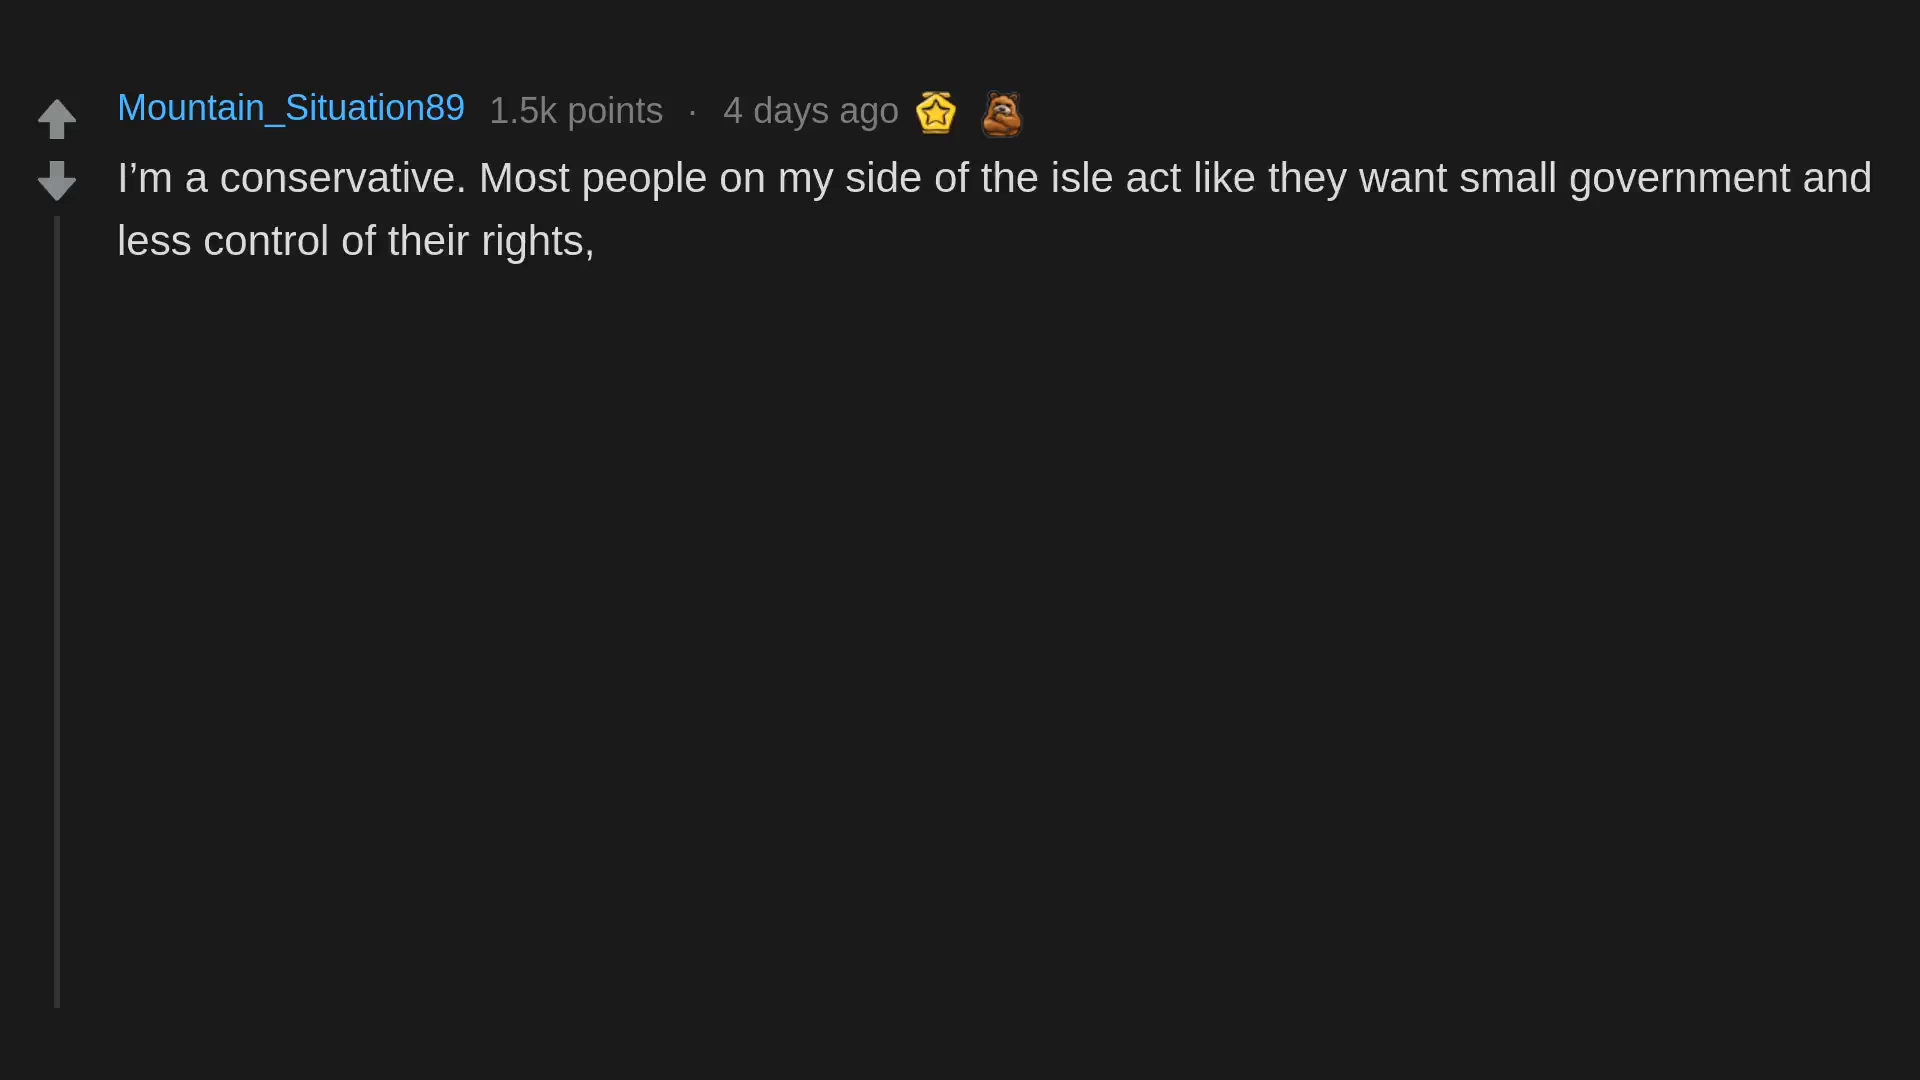 Mountain_Situation89 1.5k points · 4 days ago
I’m a conservative. Most people on my side of the isle act like they want small government and
less control of their rights,